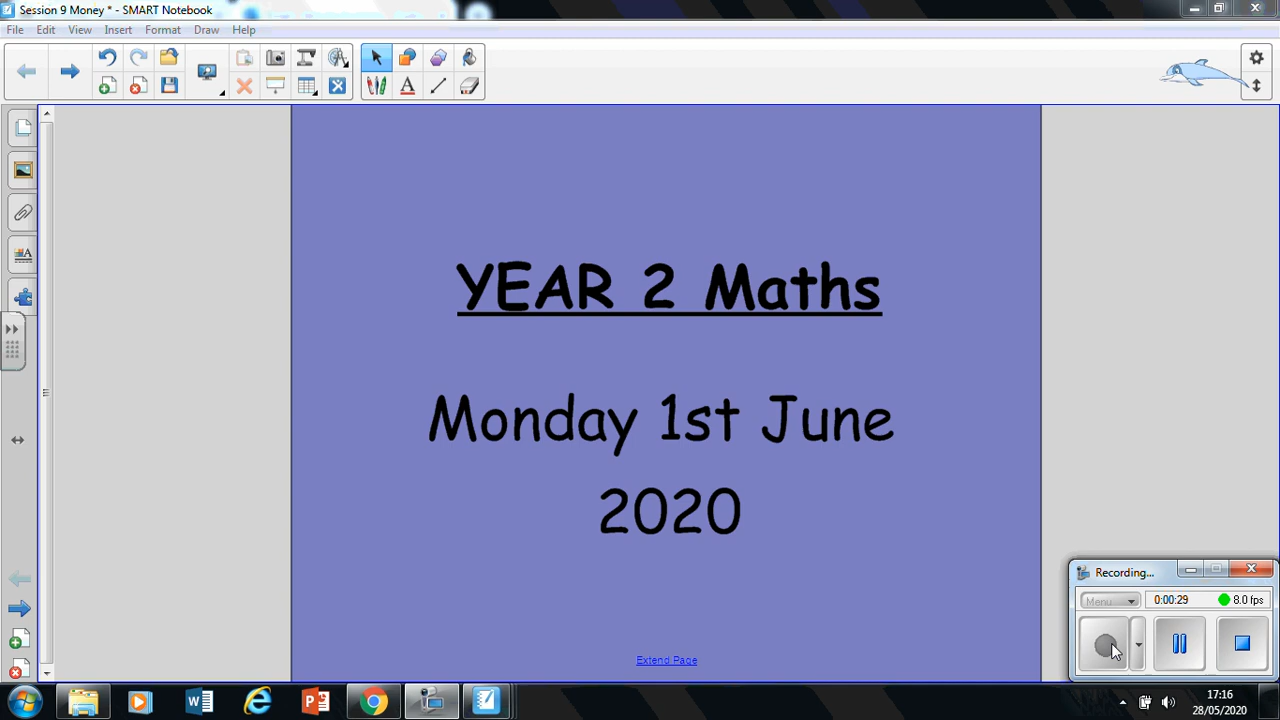 Session 9 Money * - SMART Notebook
File Edit View Insert Format Draw Help
YEAR 2 Maths
Monday 1st June
2020
Extend Page
Recording...
Menu
0:00:29
8.0 fps
17:16
28/05/2020